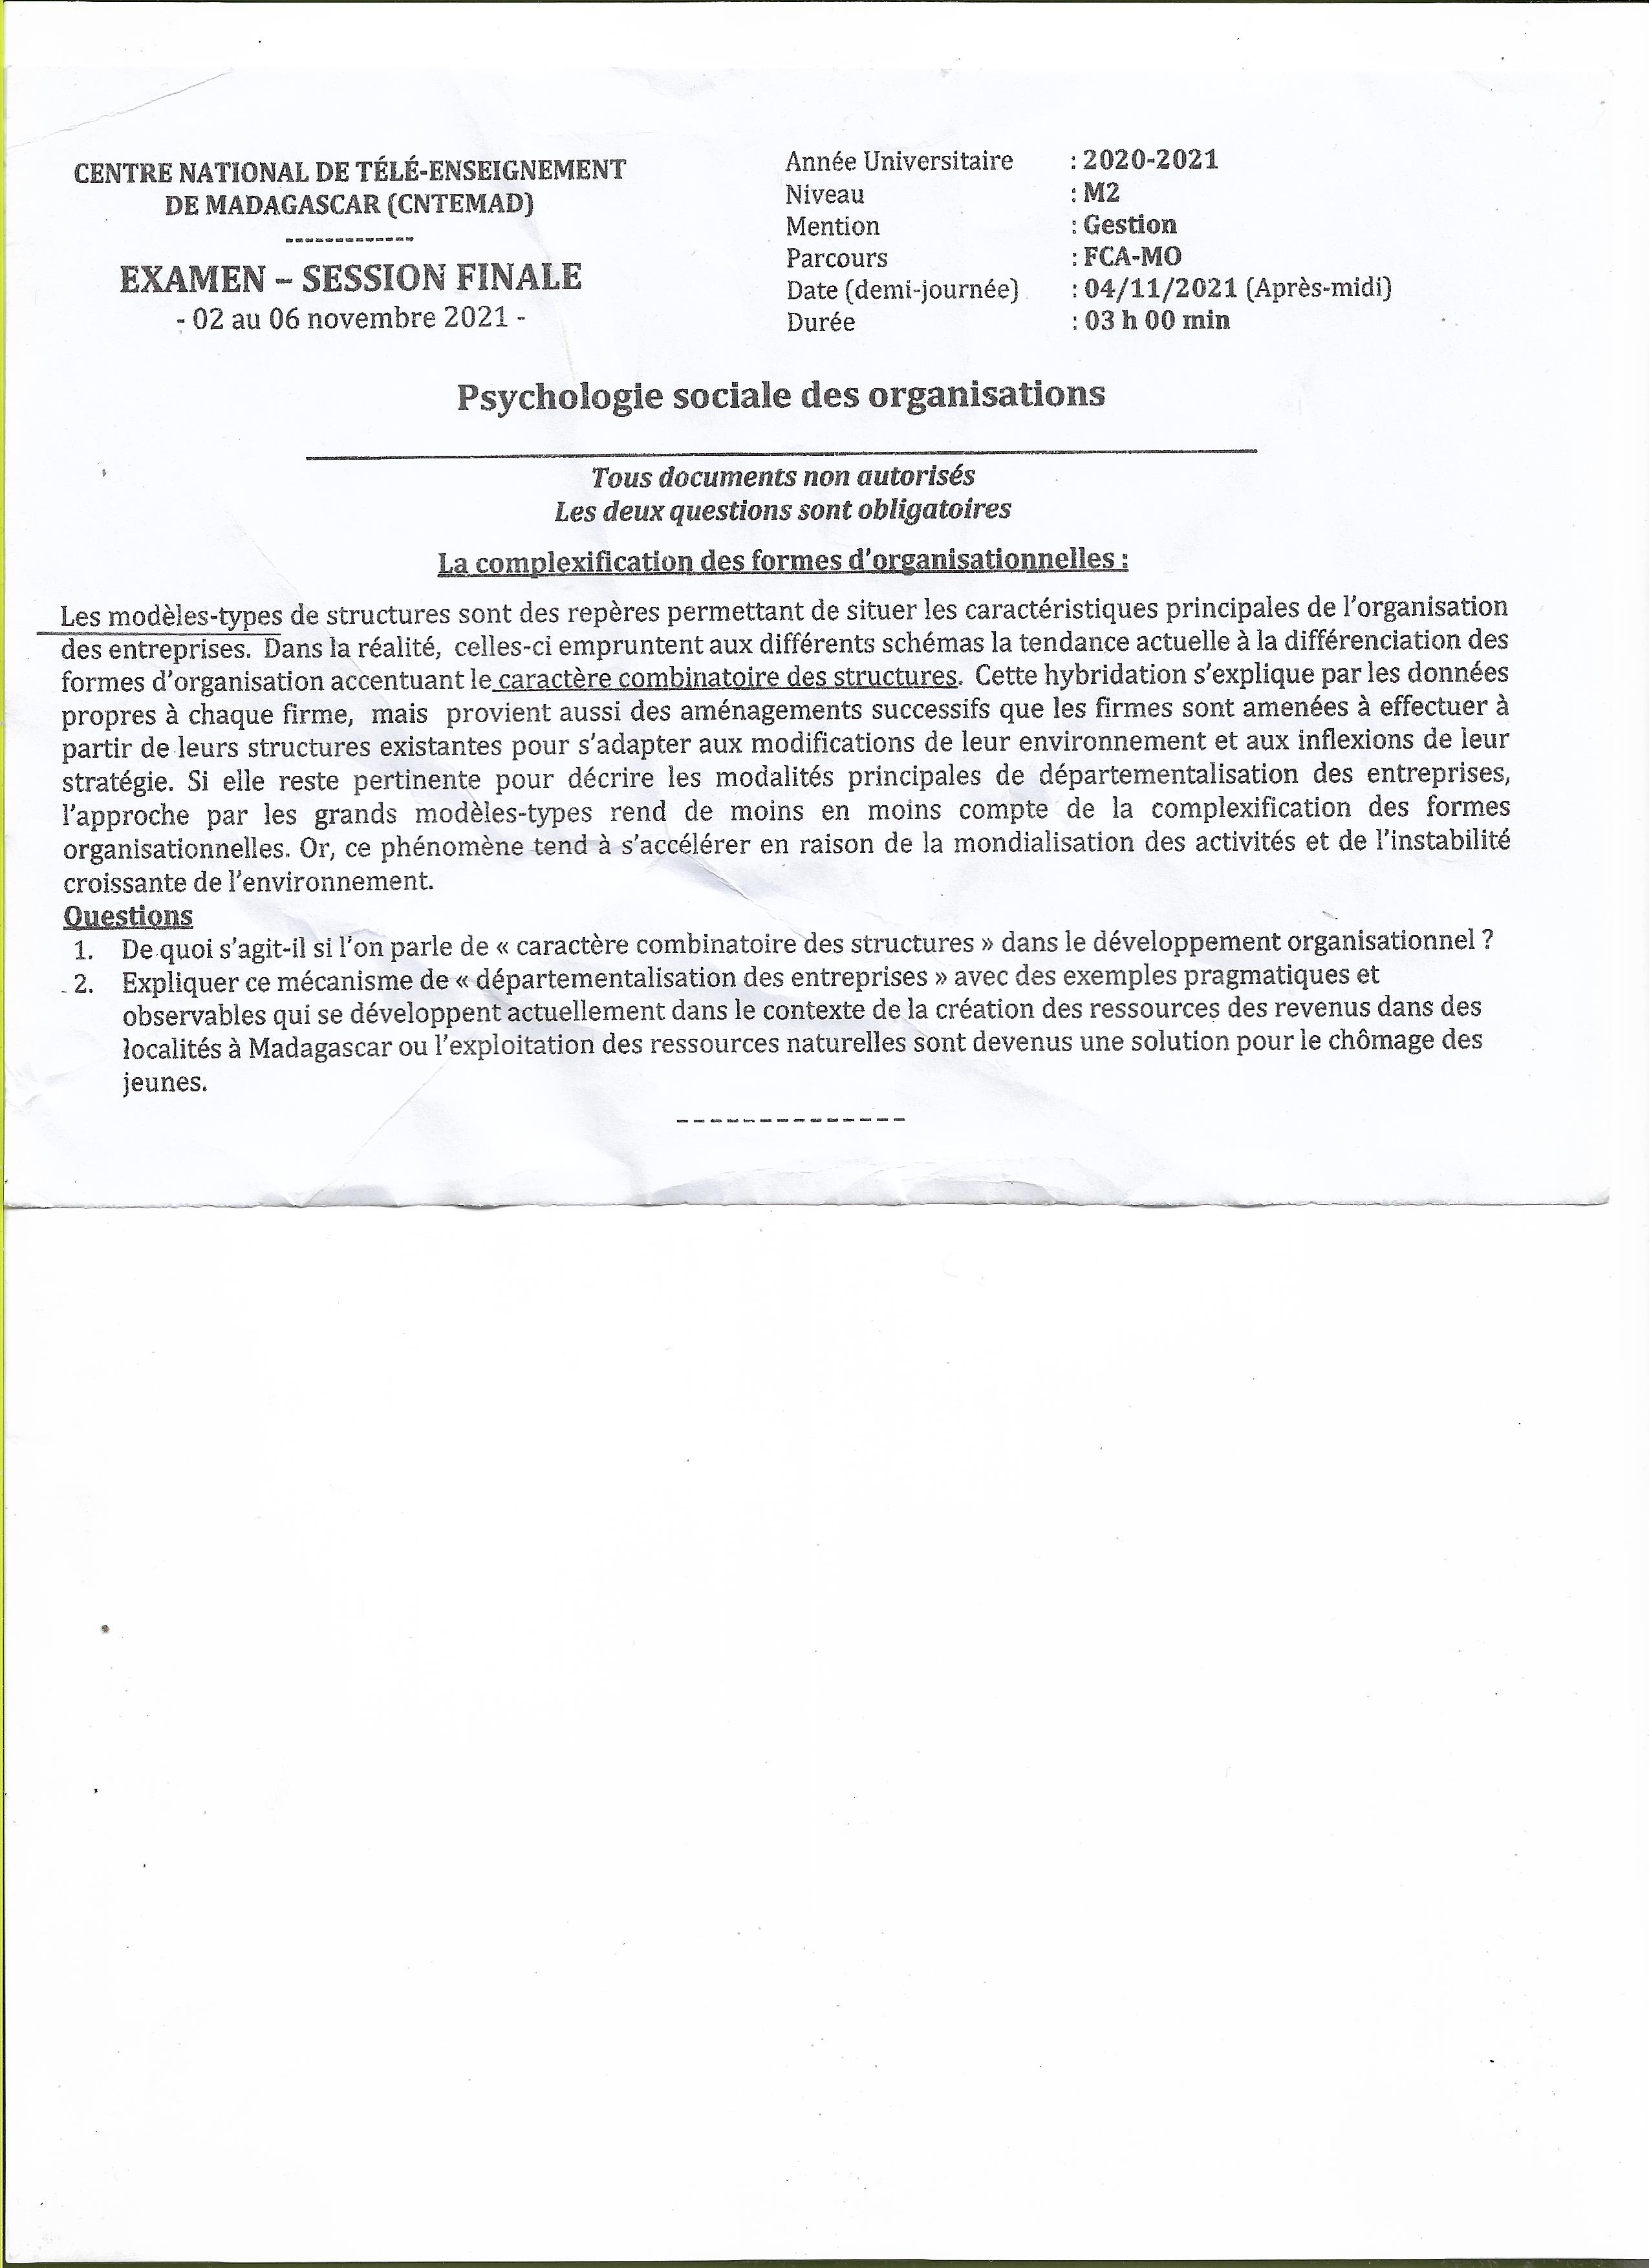 CENTRE NATIONAL DE TÉLÉ-ENSEIGNEMENT
DE MADAGASCAR (CNTEMAD)
-------------
EXAMEN – SESSION FINALE
- 02 au 06 novembre 2021 -
Année Universitaire : 2020-2021
Niveau : M2
Mention : Gestion
Parcours : FCA-MO
Date (demi-journée) : 04/11/2021 (Après-midi)
Durée : 03 h 00 min
Psychologie sociale des organisations
Tous documents non autorisés
Les deux questions sont obligatoires
La complexification des formes d'organisationnelles :
Les modèles-types de structures sont des repères permettant de situer les caractéristiques principales de l'organisation
des entreprises. Dans la réalité, celles-ci empruntent aux différents schémas la tendance actuelle à la différenciation des
formes d'organisation accentuant le caractère combinatoire des structures. Cette hybridation s'explique par les données
propres à chaque firme, mais provient aussi des aménagements successifs que les firmes sont amenées à effectuer à
partir de leurs structures existantes pour s'adapter aux modifications de leur environnement et aux inflexions de leur
stratégie. Si elle reste pertinente pour décrire les modalités principales de départementalisation des entreprises,
l'approche par les grands modèles-types rend de moins en moins compte de la complexification des formes
organisationnelles. Or, ce phénomène tend à s'accélérer en raison de la mondialisation des activités et de l'instabilité
croissante de l'environnement.
Questions
1. De quoi s'agit-il si l'on parle de « caractère combinatoire des structures » dans le développement organisationnel ?
2. Expliquer ce mécanisme de « départementalisation des entreprises » avec des exemples pragmatiques et
observables qui se développent actuellement dans le contexte de la création des ressources des revenus dans des
localités à Madagascar ou l'exploitation des ressources naturelles sont devenus une solution pour le chômage des
jeunes.
--------------